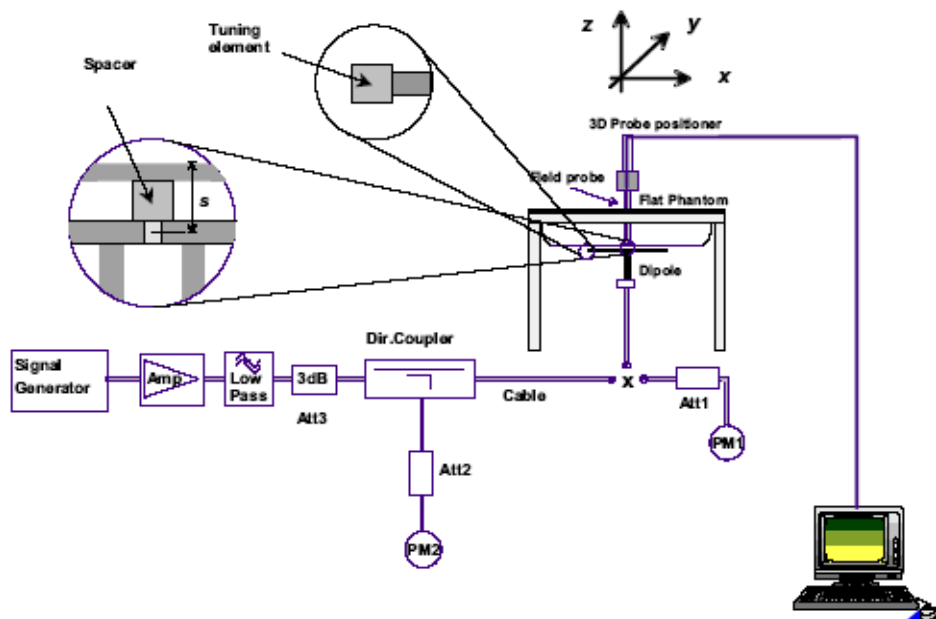 Tuning
element
Spacer
s
z
y
x
3D Probe positioner
Field probe
Flat Phantom
Dipole
Signal
Generator
Amp
Low
Pass
3dB
Att3
Dir.Coupler
Cable
x
Att1
PM1
Att2
PM2